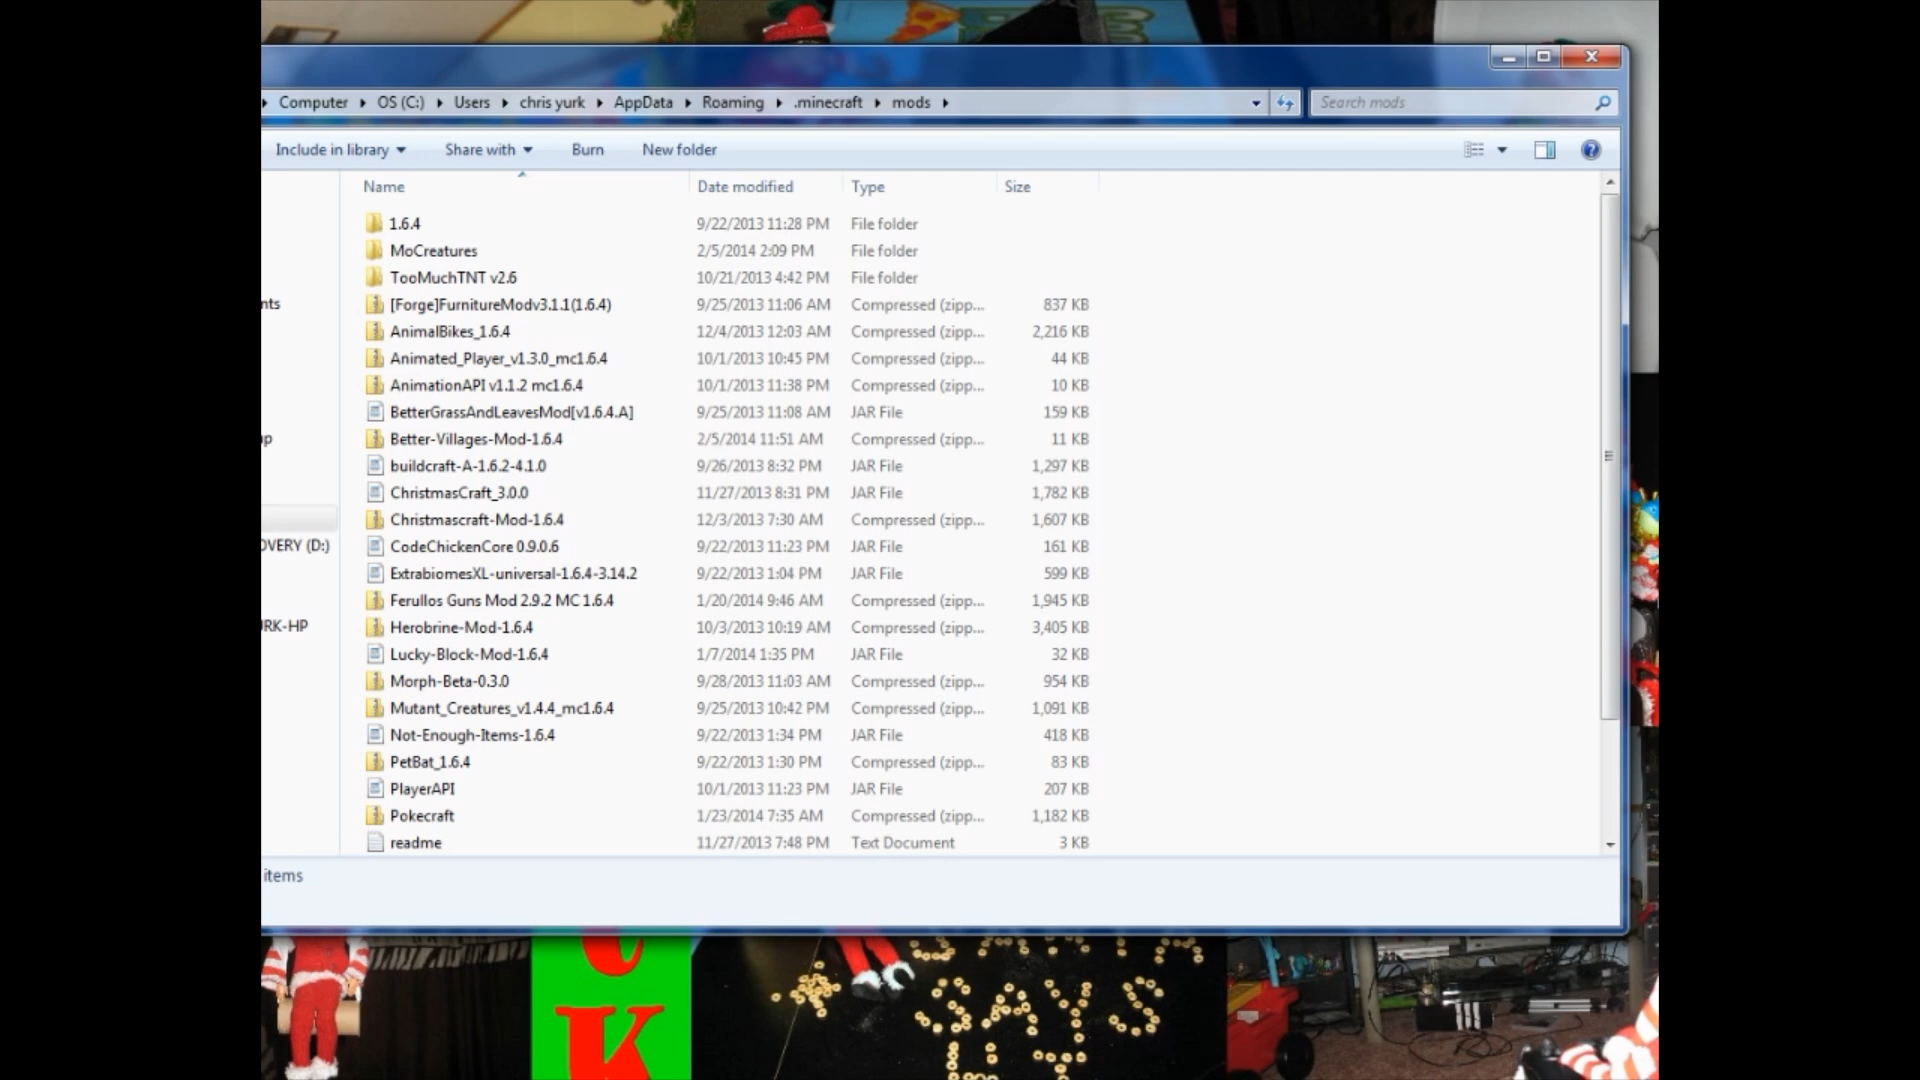 Computer OS (C:) Users chris yurk AppData Roaming .minecraft mods Search mods
Include in library Share with Burn New folder
Name Date modified Type Size
1.6.4 9/22/2013 11:28 PM File folder
MoCreatures 2/5/2014 2:09 PM File folder
TooMuchTNT v2.6 10/21/2013 4:42 PM File folder
nts [Forge]FurnitureModv3.1.1(1.6.4) 9/25/2013 11:06 AM Compressed (zipp... 837 KB
AnimalBikes_1.6.4 12/4/2013 12:03 AM Compressed (zipp... 2,216 KB
Animated_Player_v1.3.0_mc1.6.4 10/1/2013 10:45 PM Compressed (zipp... 44 KB
AnimationAPI v1.1.2 mc1.6.4 10/1/2013 11:38 PM Compressed (zipp... 10 KB
BetterGrassAndLeavesMod[v1.6.4.A] 9/25/2013 11:08 AM JAR File 159 KB
up Better-Villages-Mod-1.6.4 2/5/2014 11:51 AM Compressed (zipp... 11 KB
buildcraft-A-1.6.2-4.1.0 9/26/2013 8:32 PM JAR File 1,297 KB
ChristmasCraft_3.0.0 11/27/2013 8:31 PM JAR File 1,782 KB
Christmascraft-Mod-1.6.4 12/3/2013 7:30 AM Compressed (zipp... 1,607 KB
OVERY (D:) CodeChickenCore 0.9.0.6 9/22/2013 11:23 PM JAR File 161 KB
ExtrabiomesXL-universal-1.6.4-3.14.2 9/22/2013 1:04 PM JAR File 599 KB
Ferullos Guns Mod 2.9.2 MC 1.6.4 1/20/2014 9:46 AM Compressed (zipp... 1,945 KB
URK-HP Herobrine-Mod-1.6.4 10/3/2013 10:19 AM Compressed (zipp... 3,405 KB
Lucky-Block-Mod-1.6.4 1/7/2014 1:35 PM JAR File 32 KB
Morph-Beta-0.3.0 9/28/2013 11:03 AM Compressed (zipp... 954 KB
Mutant_Creatures_v1.4.4_mc1.6.4 9/25/2013 10:42 PM Compressed (zipp... 1,091 KB
Not-Enough-Items-1.6.4 9/22/2013 1:34 PM JAR File 418 KB
PetBat_1.6.4 9/22/2013 1:30 PM Compressed (zipp... 83 KB
PlayerAPI 10/1/2013 11:23 PM JAR File 207 KB
Pokecraft 1/23/2014 7:35 AM Compressed (zipp... 1,182 KB
readme 11/27/2013 7:48 PM Text Document 3 KB
items
SANTA
SAYS
K